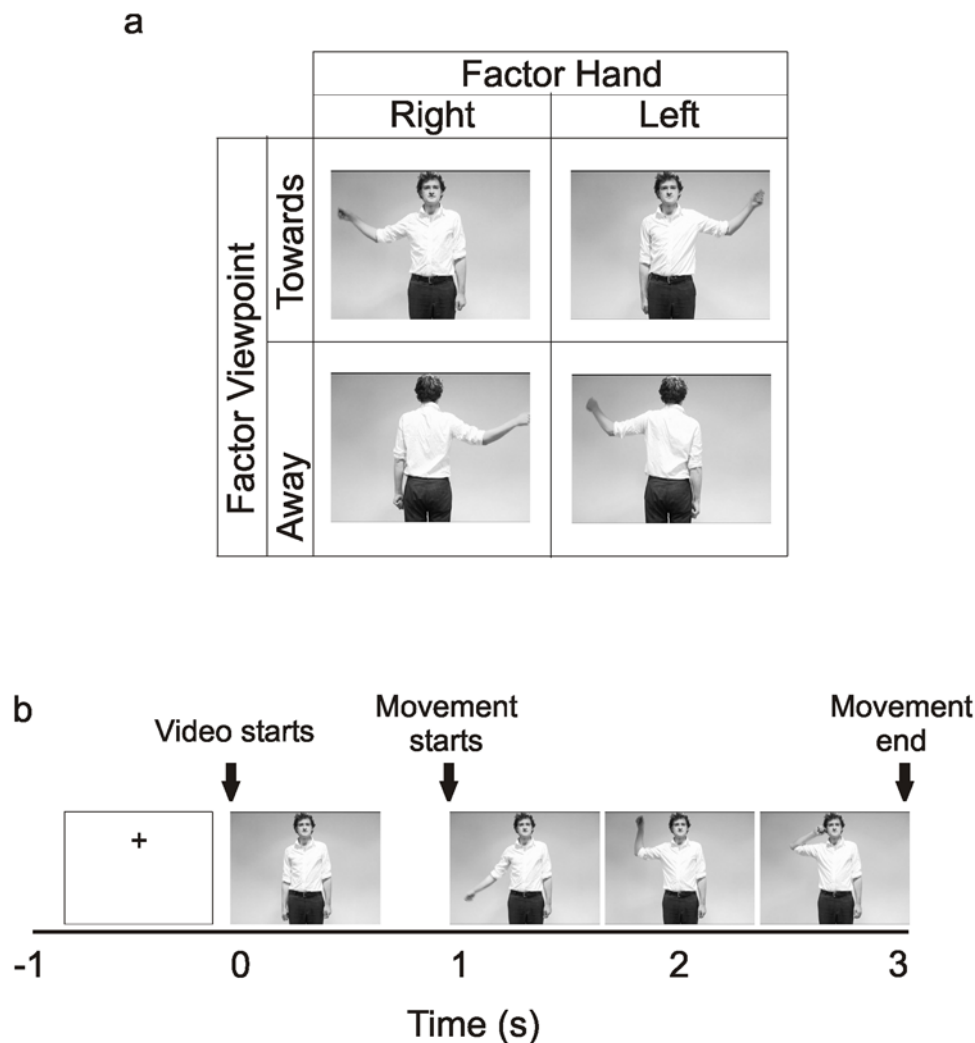 a
Factor Hand
Right Left
Factor Viewpoint
Towards
Away
b
Video starts
Movement
starts
Movement
end
+
-1 0 1 2 3
Time (s)